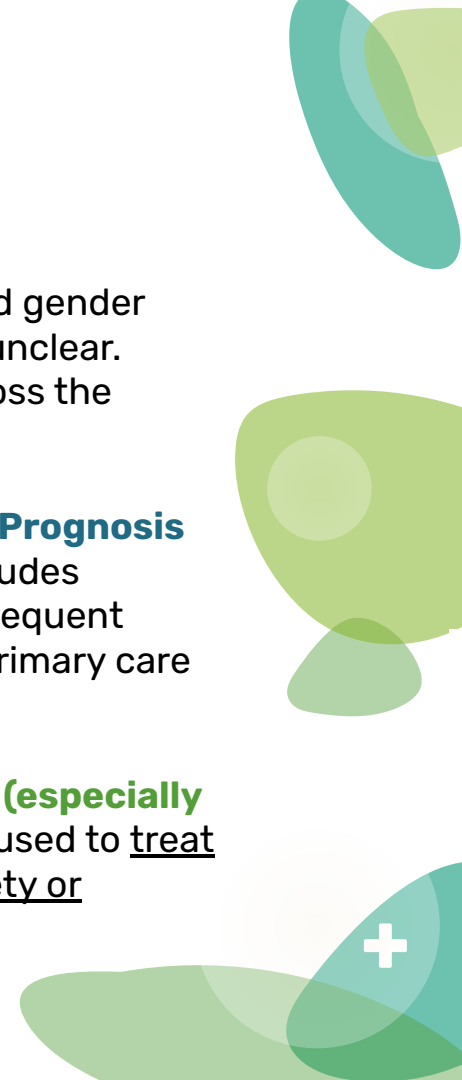 d gender
unclear.
oss the
Prognosis
udes
equent
rimary care
(especially
used to treat
ety or